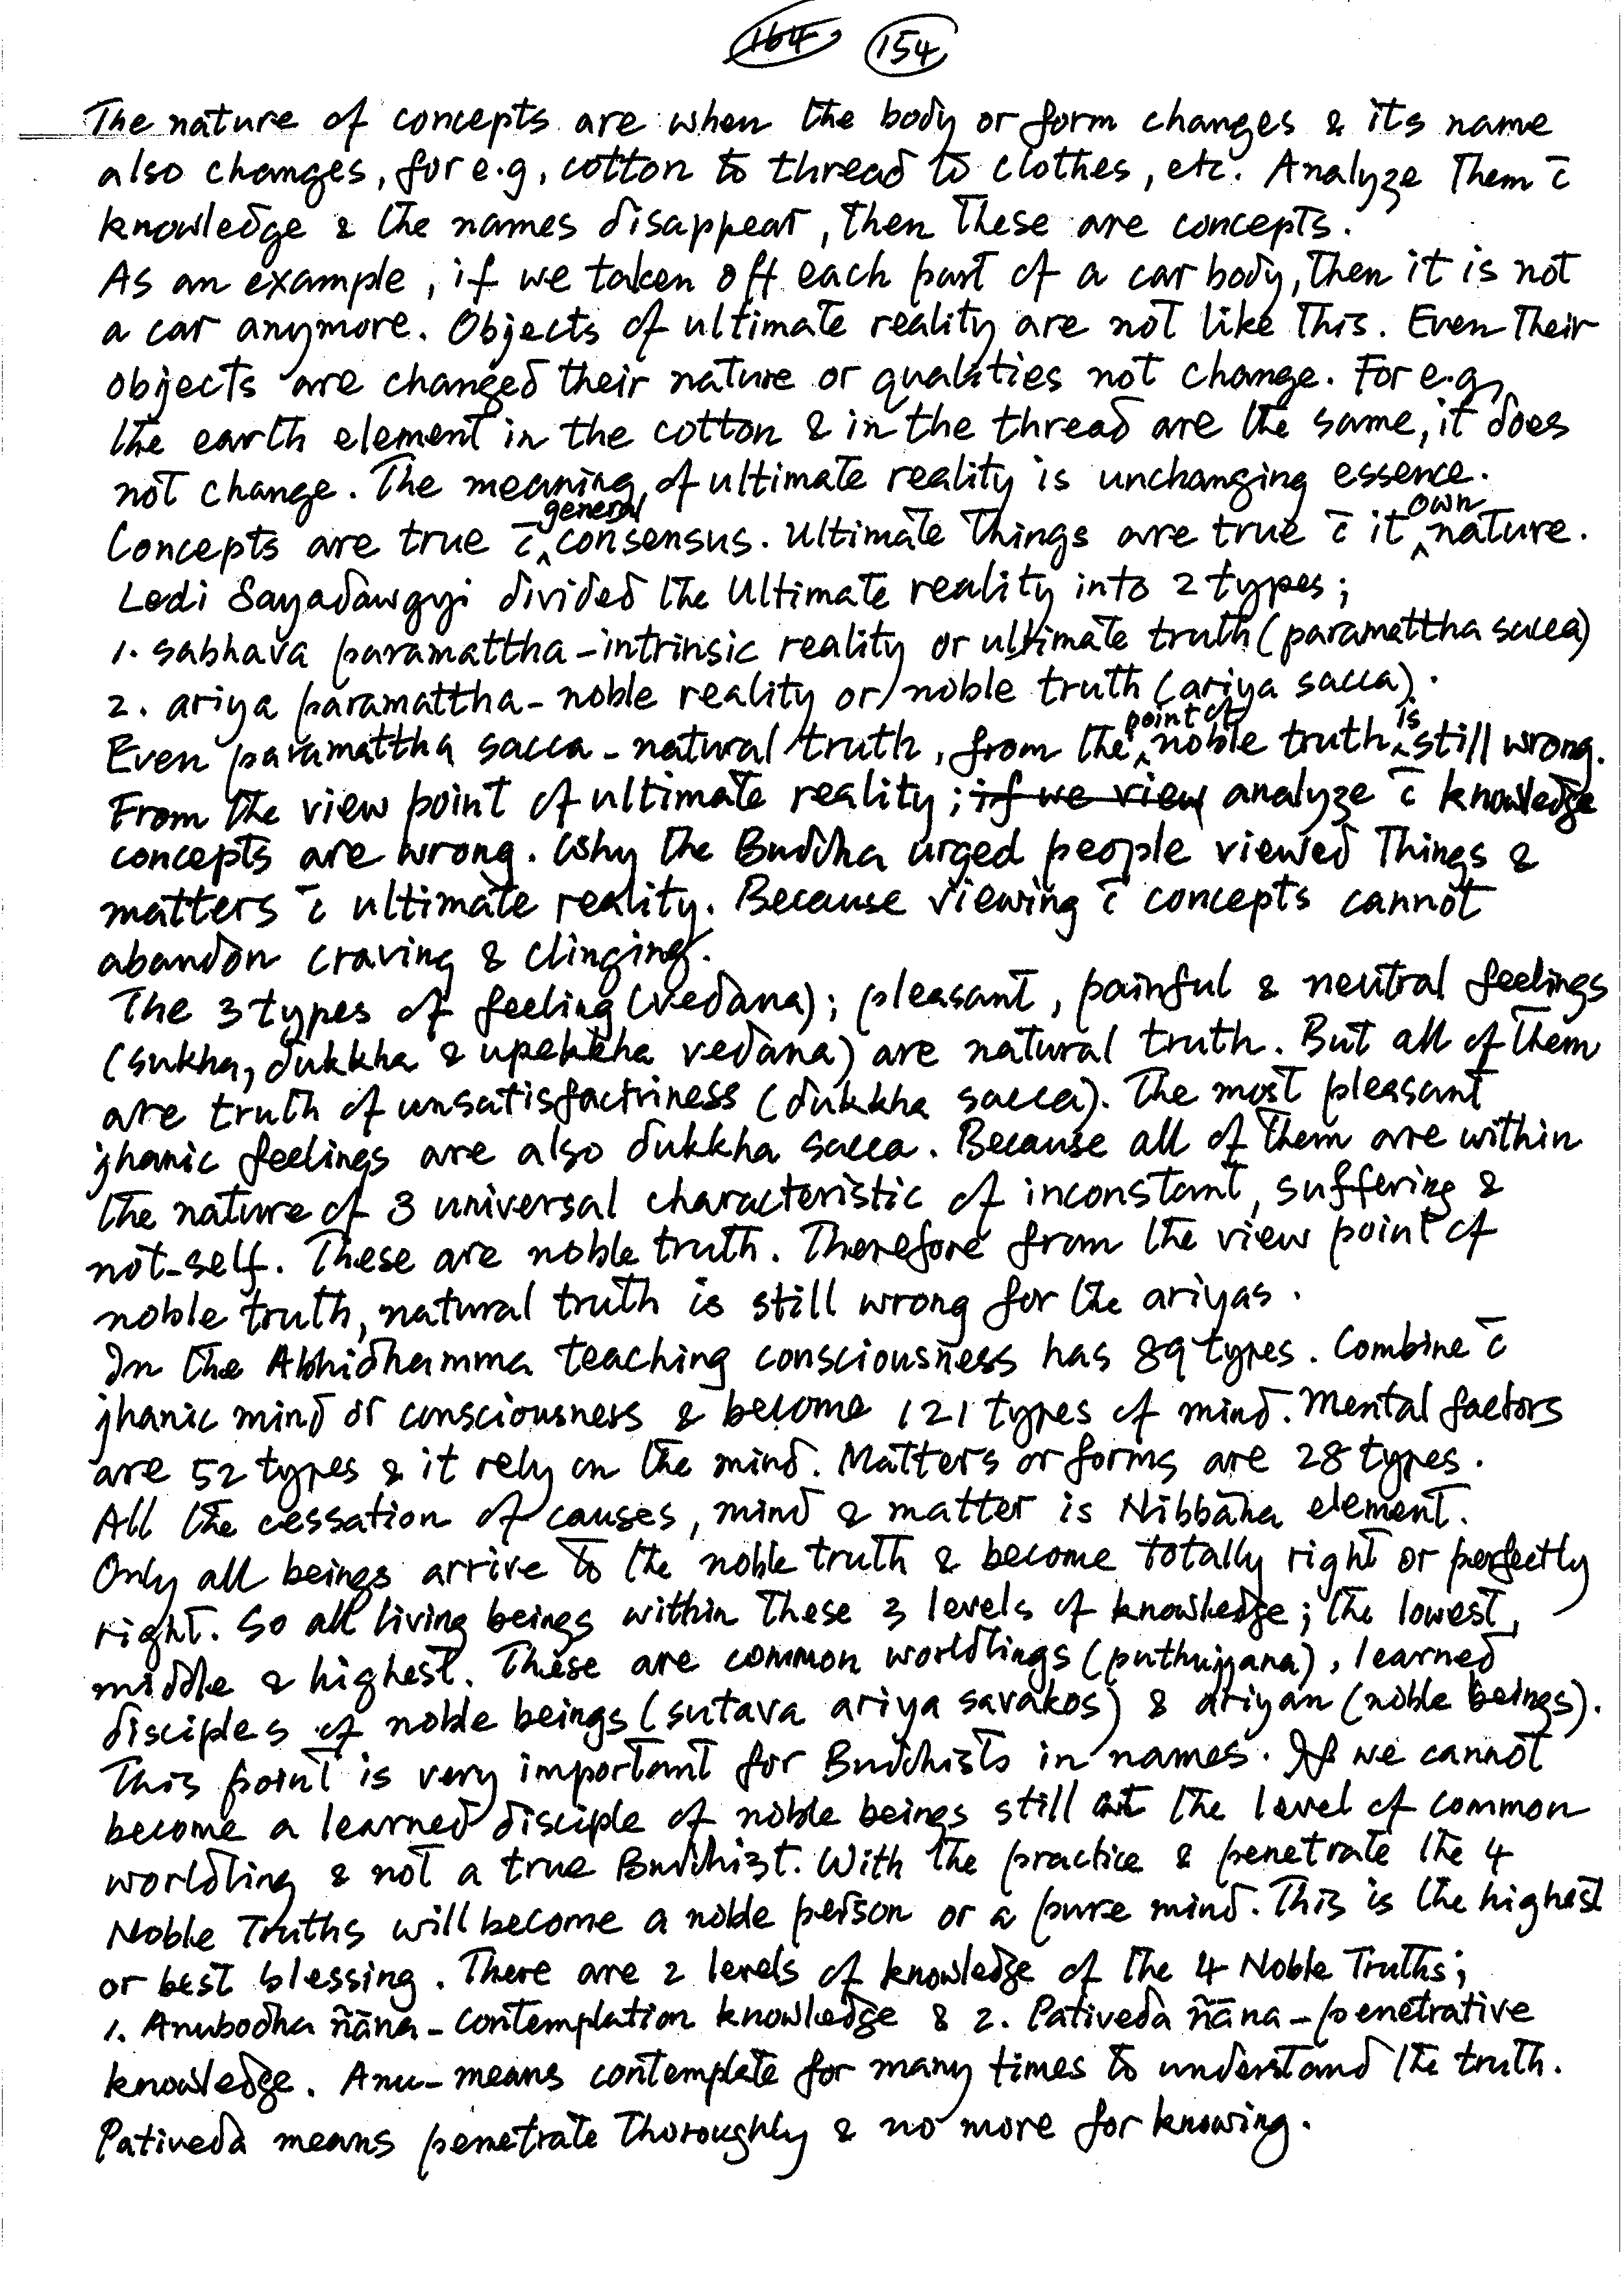 164 154
The nature of concepts are when the body or form changes & its name
also changes, for e.g, cotton to thread to clothes, etc. Analyze them c̄
knowledge & the names disappear, then these are concepts.
As an example, if we taken off each part of a car body, then it is not
a car anymore. Objects of ultimate reality are not like this. Even their
objects are changed their nature or qualities not change. For e.g,
the earth element in the cotton & in the thread are the same, it does
not change. The meaning of ultimate reality is unchanging essence.
Concepts are true c̄ general consensus. Ultimate things are true c̄ it own nature.
Ledi Sayadawgyi divided the Ultimate reality into 2 types;
1. sabhava paramattha – intrinsic reality or ultimate truth (paramattha sacca)
2. ariya paramattha – noble reality or noble truth (ariya sacca).
Even paramattha sacca – natural truth, from the point of noble truth is still wrong.
From the view point of ultimate reality; if we view analyze c̄ knowledge
concepts are wrong. Why the Buddha urged people viewed things &
matters c̄ ultimate reality. Because viewing c̄ concepts cannot
abandon craving & clinging.
The 3 types of feeling (vedana); pleasant, painful & neutral feelings
(sukha, dukkha & upekkha vedana) are natural truth. But all of them
are truth of unsatisfactriness (dukkha sacca). The most pleasant
jhanic feelings are also dukkha sacca. Because all of them are within
the nature of 3 universal characteristic of inconstant, suffering &
not-self. These are noble truth. Therefore from the view point of
noble truth, natural truth is still wrong for the ariyas.
In the Abhidhamma teaching consciousness has 89 types. Combine c̄
jhanic mind or consciousness & become 121 types of mind. Mental factors
are 52 types & it rely on the mind. Matters or forms are 28 types.
All the cessation of causes, mind & matter is Nibbāna element.
Only all beings arrive to the noble truth & become totally right or perfectly
right. So all living beings within these 3 levels of knowledge; the lowest,
middle & highest. These are common worldlings (puthujjana), learned
disciples of noble beings (sutava ariya savakos) & ariyan (noble beings).
This point is very important for Buddhists in names. If we cannot
become a learned disciple of noble beings still at the level of common
worldling & not a true Buddhist. With the practice & penetrate the 4
Noble Truths will become a noble person or a pure mind. This is the highest
or best blessing. There are 2 levels of knowledge of the 4 Noble Truths;
1. Anubodha ñāna – contemplation knowledge & 2. Pativeda ñāna – penetrative
knowledge. Anu – means contemplate for many times to understand the truth.
Pativeda means penetrate thoroughly & no more for knowing.